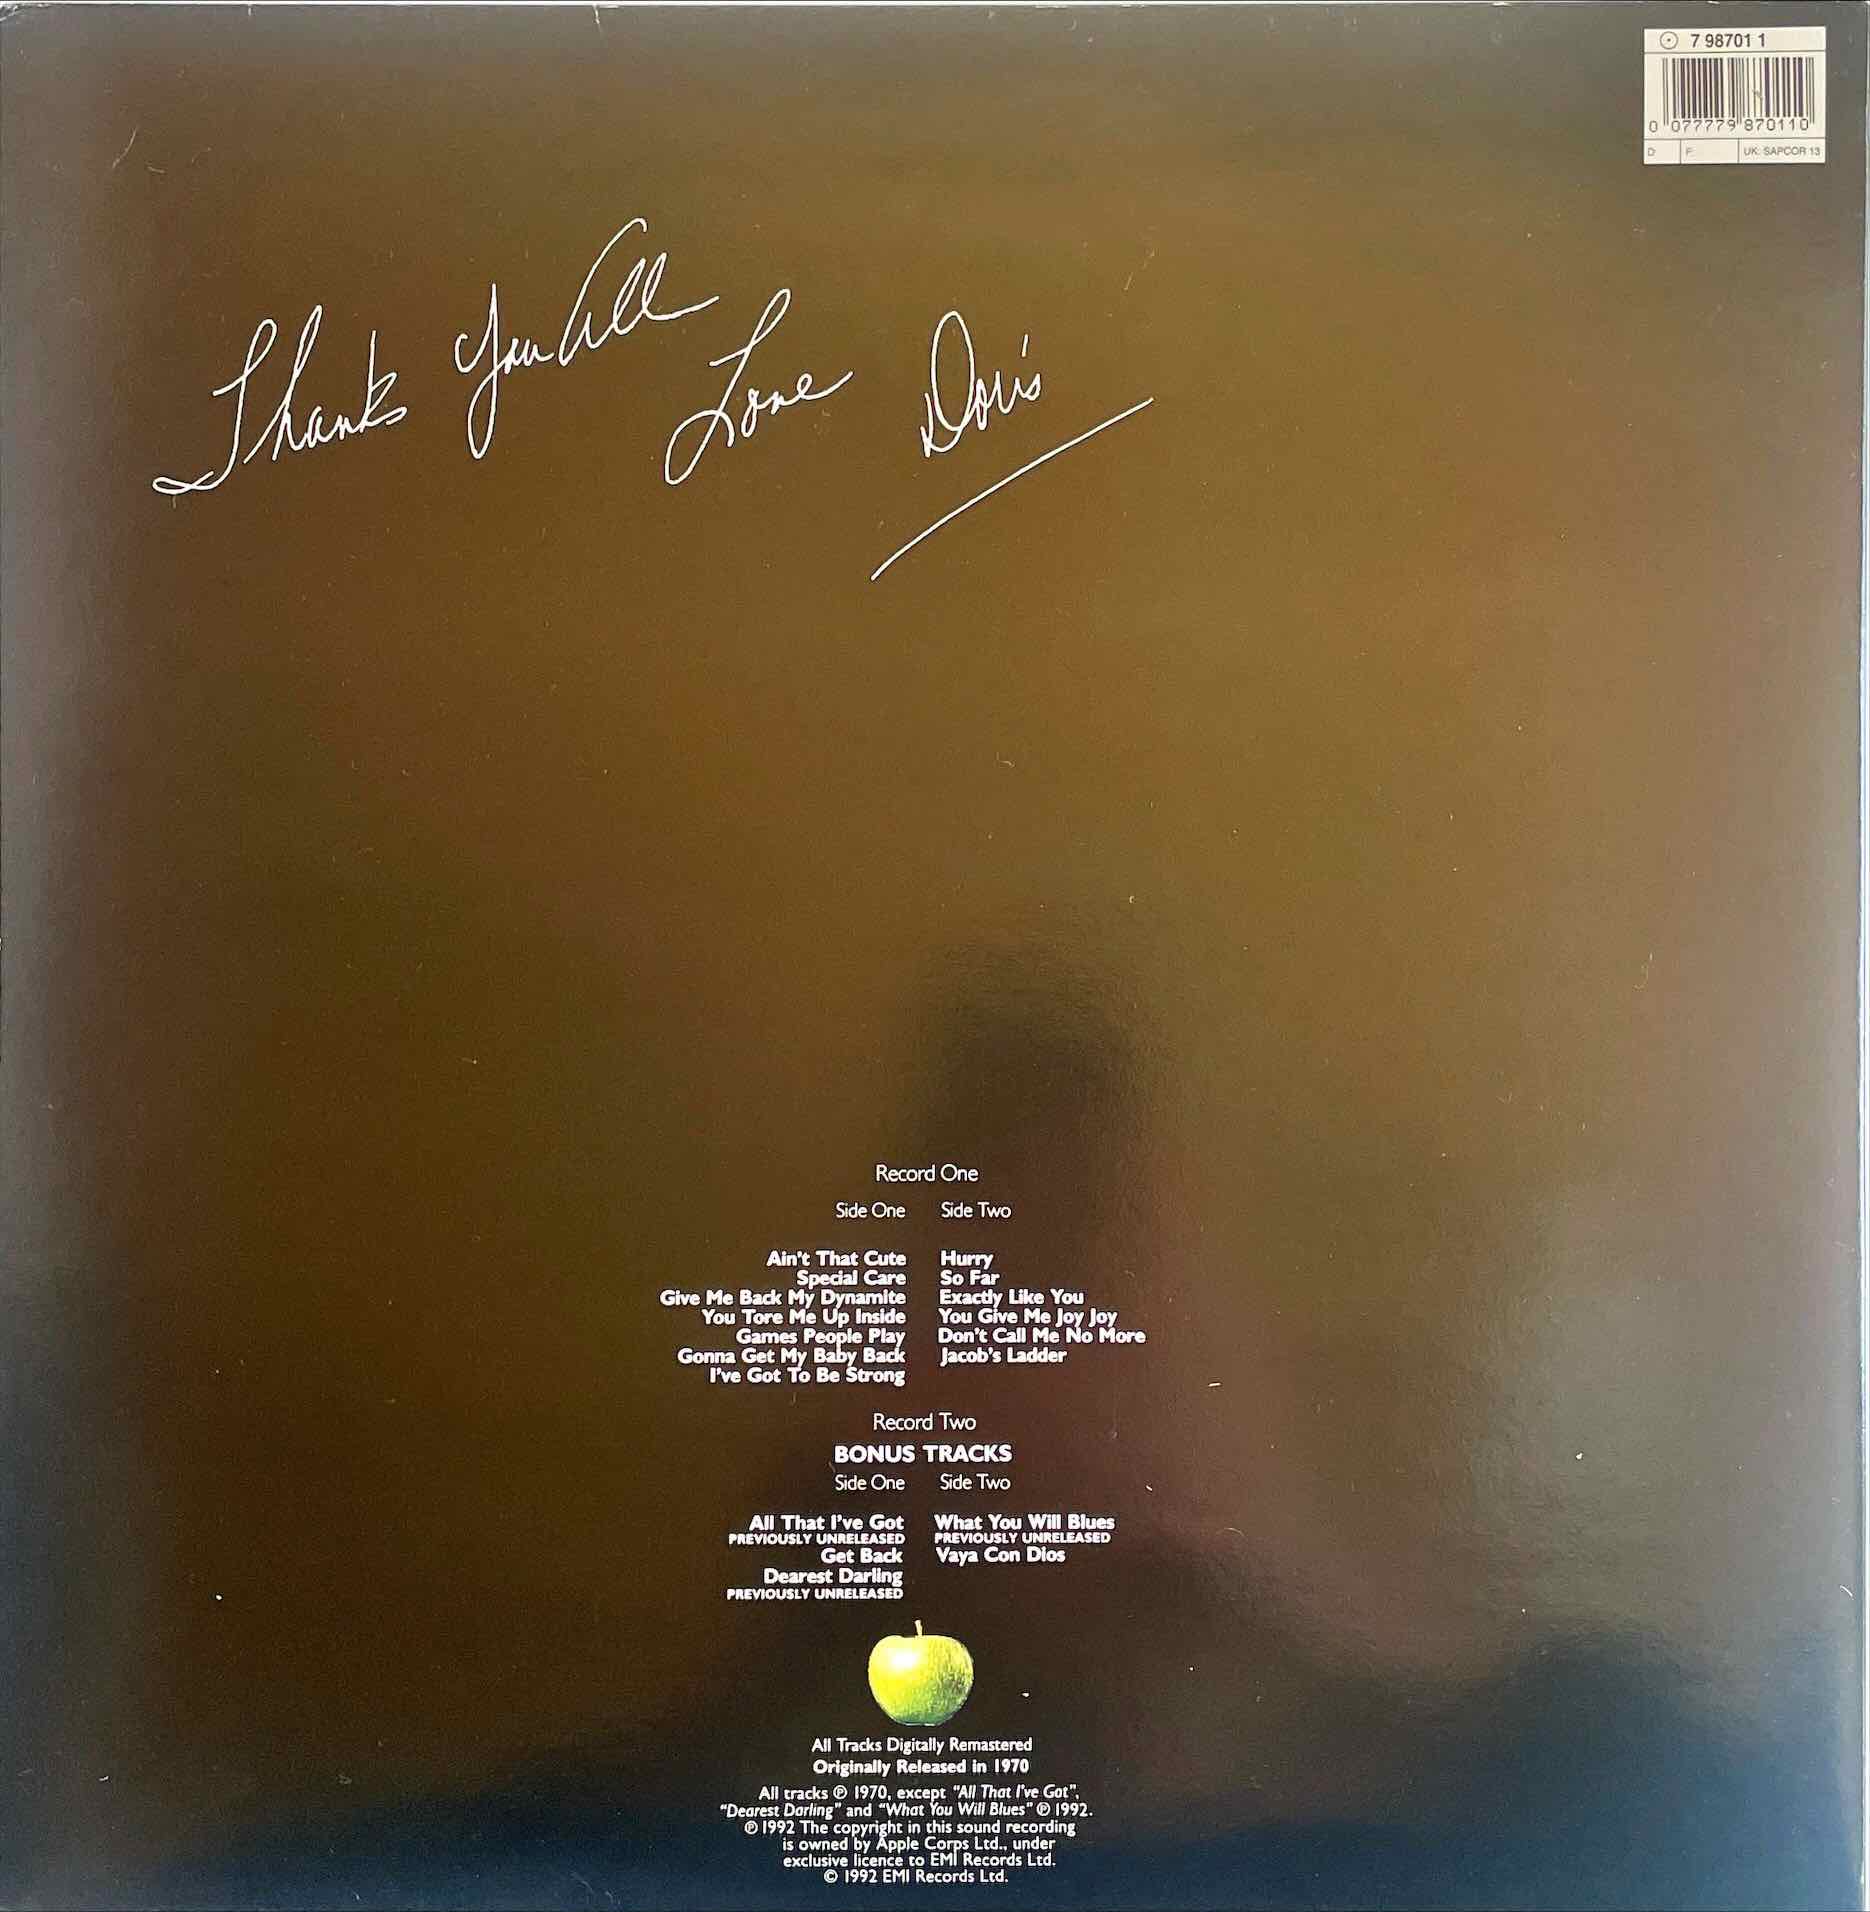 7 98701 1
0 077779 870110
D: F: UK: SAPCOR 13
Thanks You All
Love Doris
Record One
Side One Side Two
Ain't That Cute Hurry
Special Care So Far
Give Me Back My Dynamite Exactly Like You
You Tore Me Up Inside You Give Me Joy Joy
Games People Play Don't Call Me No More
Gonna Get My Baby Back Jacob's Ladder
I've Got To Be Strong
Record Two
BONUS TRACKS
Side One Side Two
All That I've Got What You Will Blues
PREVIOUSLY UNRELEASED PREVIOUSLY UNRELEASED
Get Back Vaya Con Dios
Dearest Darling
PREVIOUSLY UNRELEASED
All Tracks Digitally Remastered
Originally Released in 1970
All tracks ℗ 1970, except "All That I've Got",
"Dearest Darling" and "What You Will Blues" ℗ 1992.
℗ 1992 The copyright in this sound recording
is owned by Apple Corps Ltd., under
exclusive licence to EMI Records Ltd.
© 1992 EMI Records Ltd.